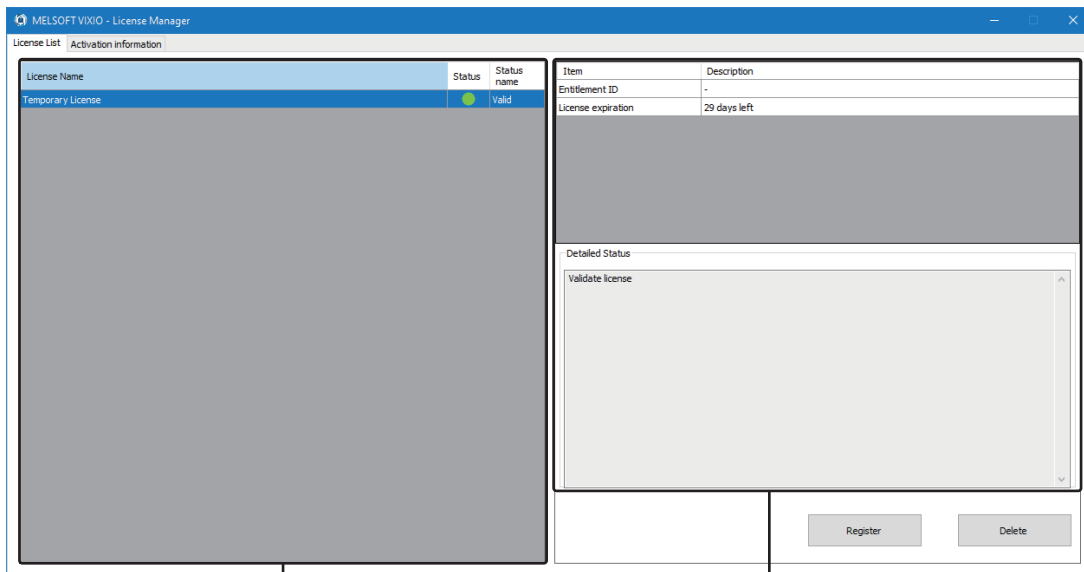 MELSOFT VIXIO - License Manager
License List Activation information
License Name Status Status name
Temporary License Valid
Item Description
Entitlement ID -
License expiration 29 days left
Detailed Status
Validate license
Register Delete